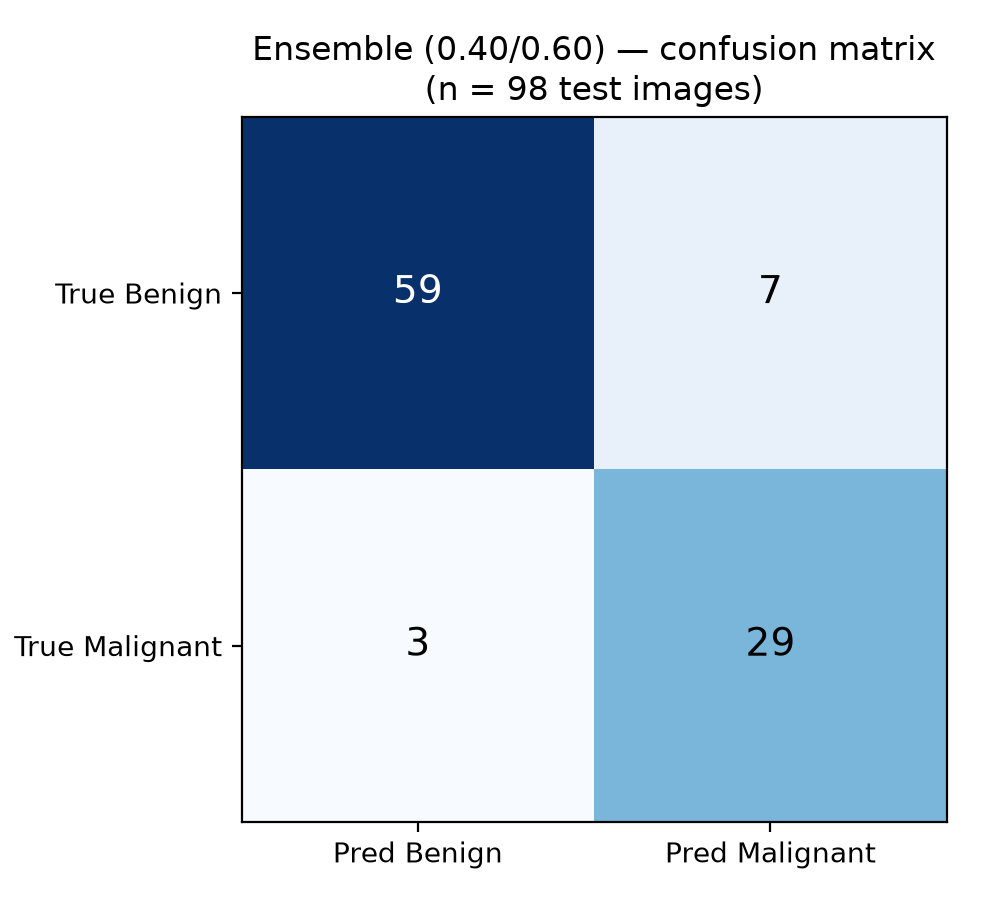 Ensemble (0.40/0.60) — confusion matrix
(n = 98 test images)
True Benign
59
7
True Malignant
3
29
Pred Benign
Pred Malignant